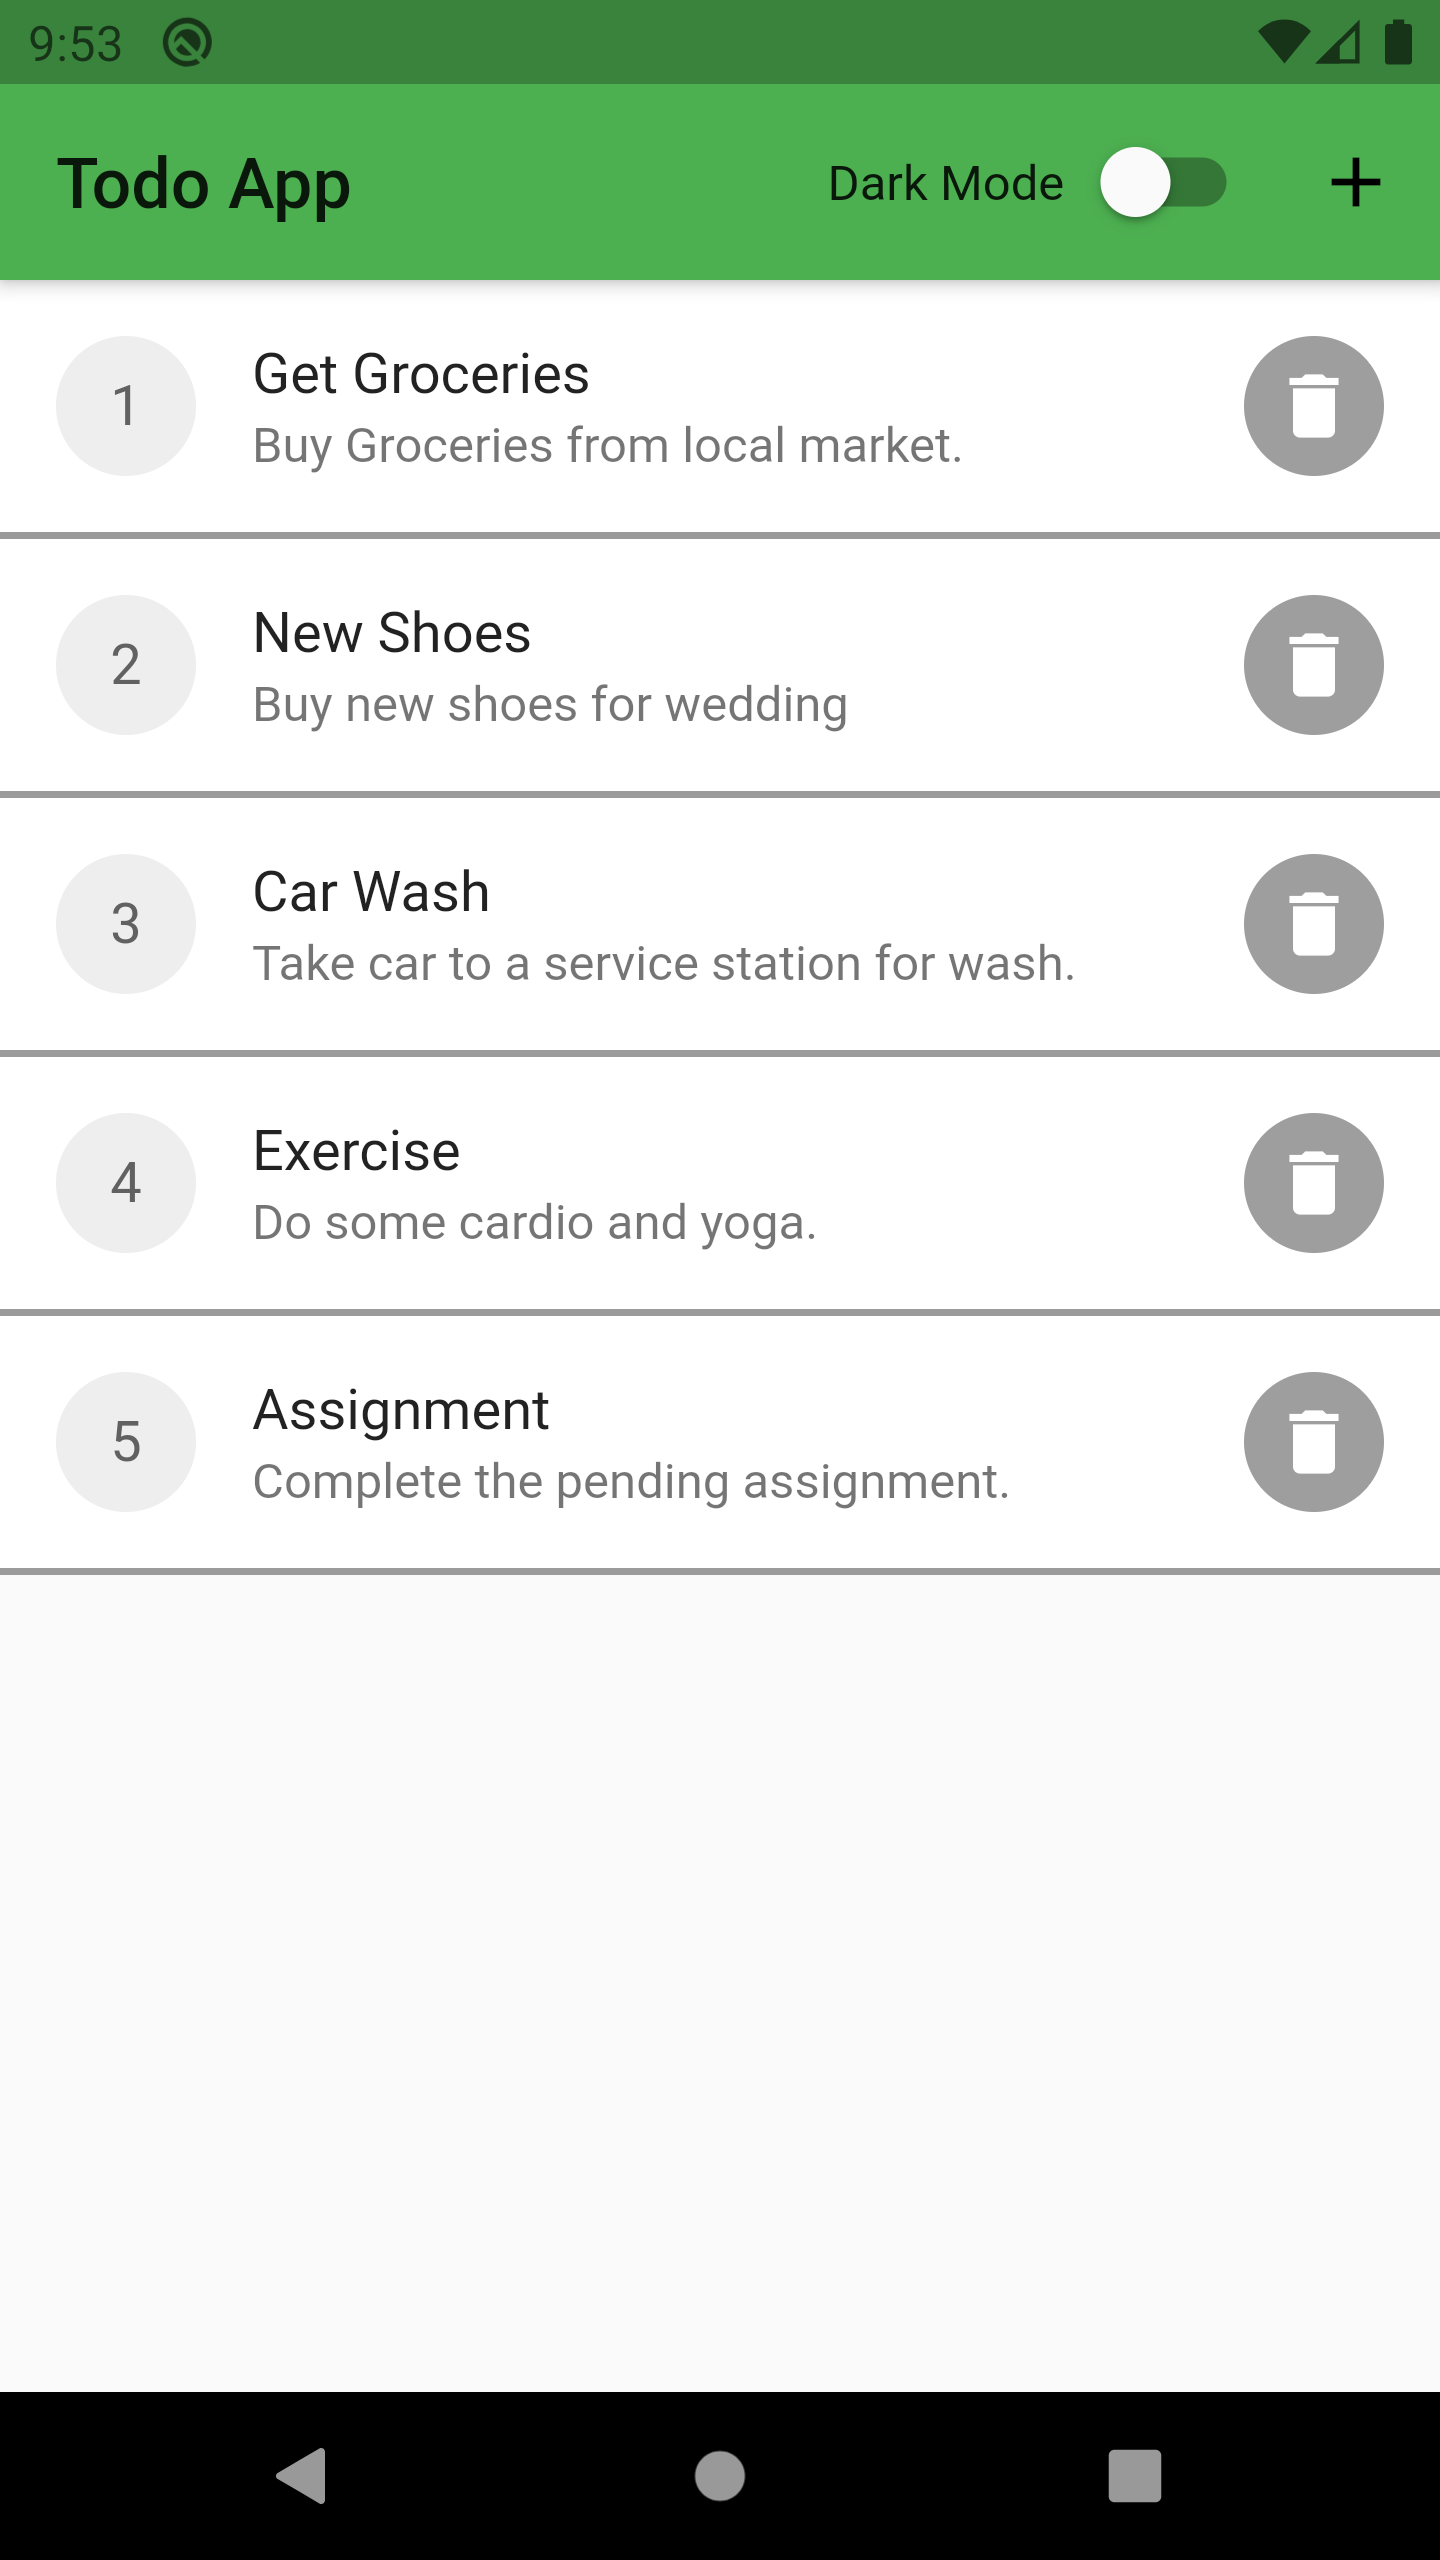 9:53
Todo App Dark Mode
1
Get Groceries
Buy Groceries from local market.
2
New Shoes
Buy new shoes for wedding
3
Car Wash
Take car to a service station for wash.
4
Exercise
Do some cardio and yoga.
5
Assignment
Complete the pending assignment.